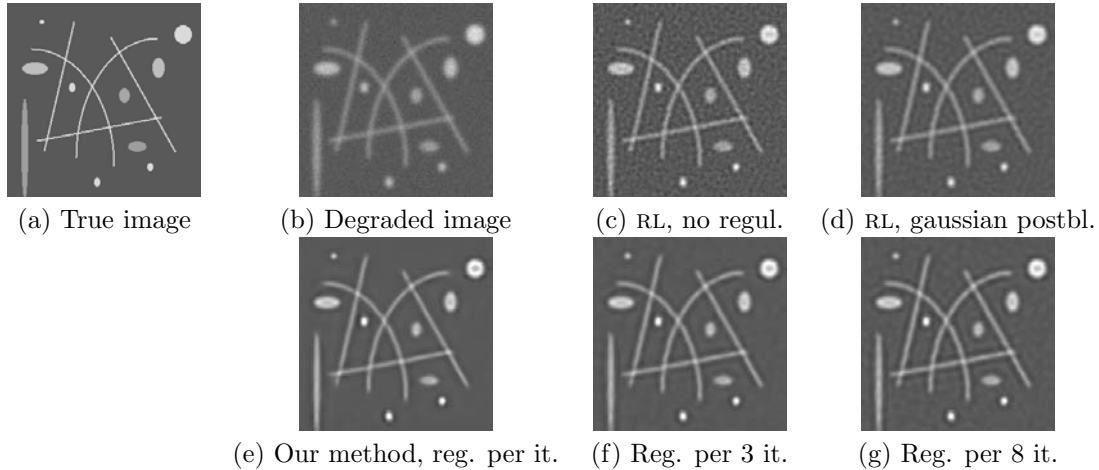 (a) True image
(b) Degraded image
(c) RL, no regul.
(d) RL, gaussian postbl.
(e) Our method, reg. per it.
(f) Reg. per 3 it.
(g) Reg. per 8 it.